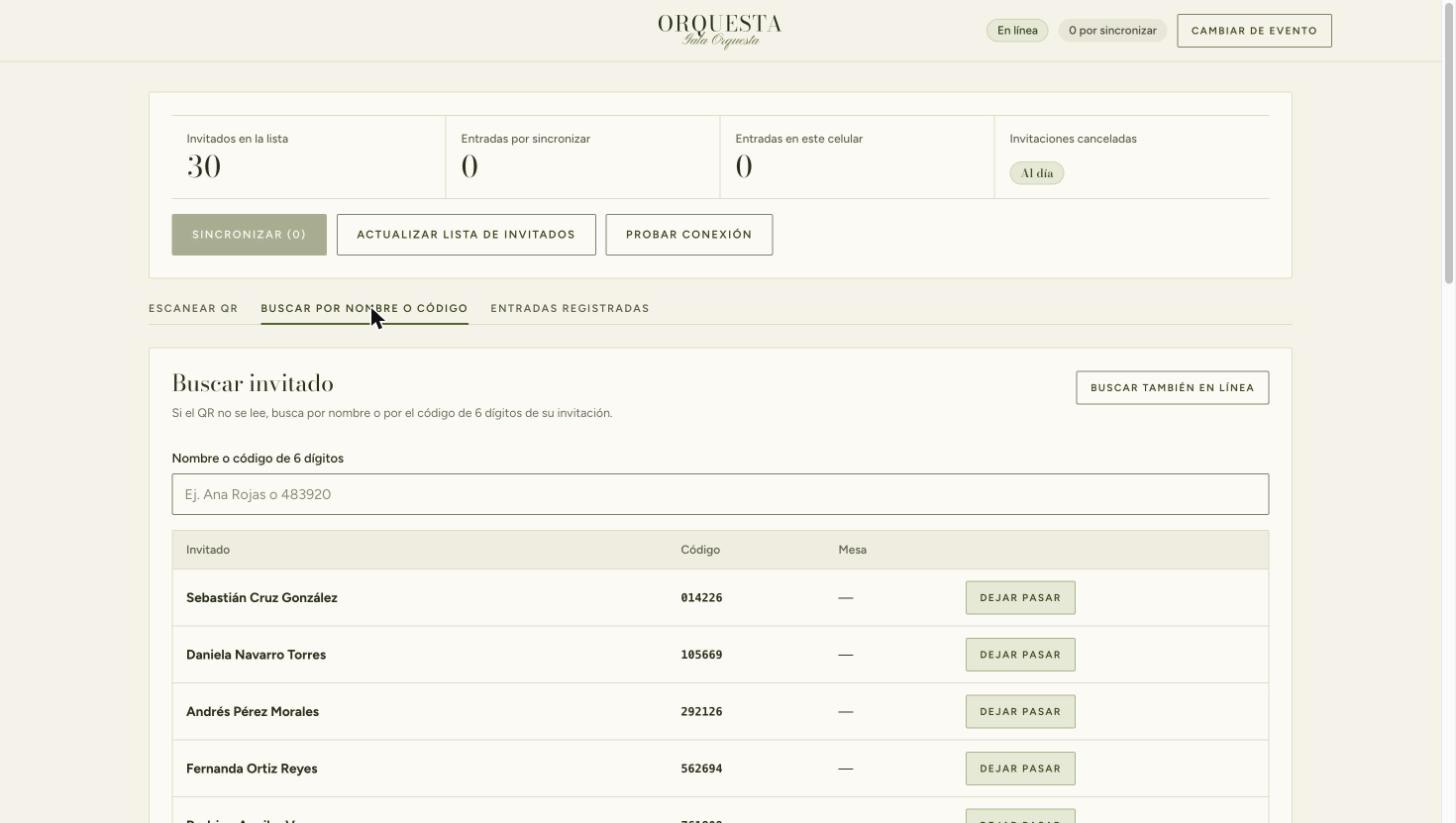 ORQUESTA
Gala Orquesta
En línea
0 por sincronizar
CAMBIAR DE EVENTO
Invitados en la lista
30
Entradas por sincronizar
0
Entradas en este celular
0
Invitaciones canceladas
Al día
SINCRONIZAR (0)
ACTUALIZAR LISTA DE INVITADOS
PROBAR CONEXIÓN
ESCANEAR QR
BUSCAR POR NOMBRE O CÓDIGO
ENTRADAS REGISTRADAS
Buscar invitado
BUSCAR TAMBIÉN EN LÍNEA
Si el QR no se lee, busca por nombre o por el código de 6 dígitos de su invitación.
Nombre o código de 6 dígitos
Ej. Ana Rojas o 483920
Invitado Código Mesa
Sebastián Cruz González 014226 — DEJAR PASAR
Daniela Navarro Torres 105669 — DEJAR PASAR
Andrés Pérez Morales 292126 — DEJAR PASAR
Fernanda Ortiz Reyes 562694 — DEJAR PASAR